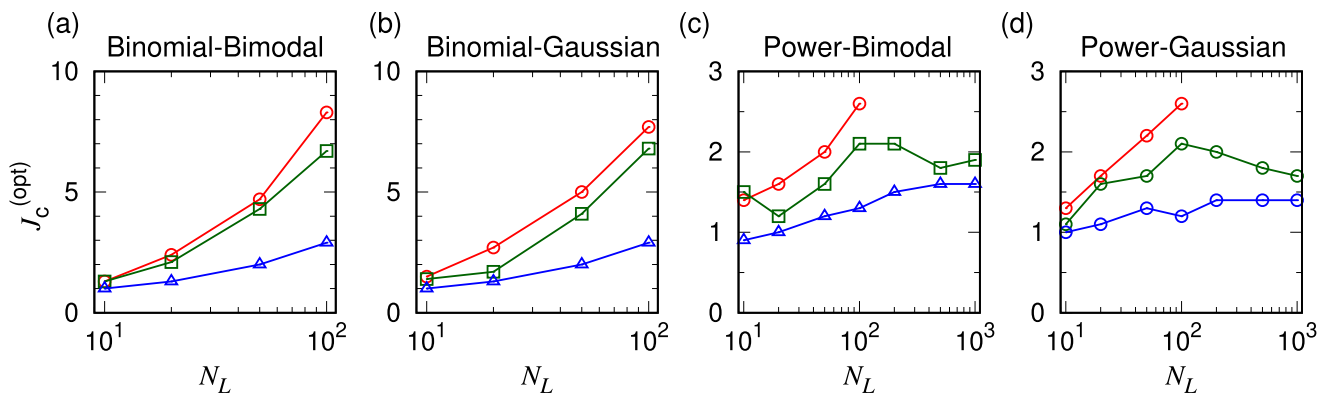 (a) (b) (c) (d)
Binomial-Bimodal Binomial-Gaussian Power-Bimodal Power-Gaussian
10 10 3 3
2 2
5 5
1 1
0 0 0 0
J_c^(opt)
10^1 10^2 10^1 10^2 10^1 10^2 10^3 10^1 10^2 10^3
N_L N_L N_L N_L